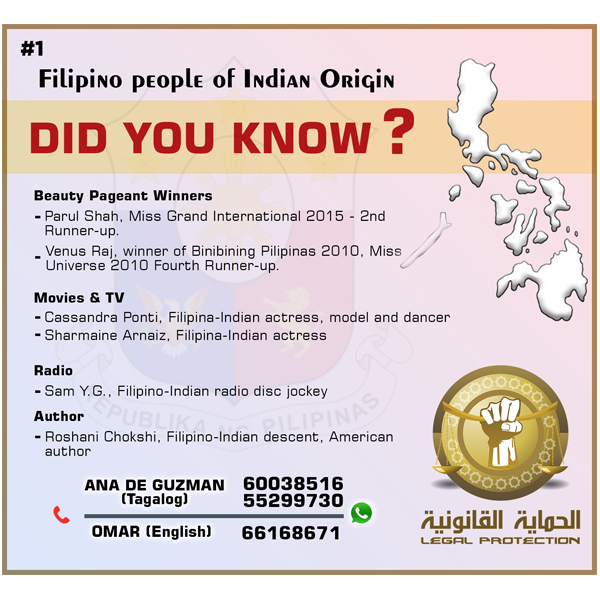 #1
Filipino people of Indian Origin
DID YOU KNOW?
Beauty Pageant Winners
- Parul Shah, Miss Grand International 2015 - 2nd
Runner-up.
- Venus Raj, winner of Binibining Pilipinas 2010, Miss
Universe 2010 Fourth Runner-up.
Movies & TV
- Cassandra Ponti, Filipina-Indian actress, model and dancer
- Sharmaine Arnaiz, Filipina-Indian actress
Radio
- Sam Y.G., Filipino-Indian radio disc jockey
Author
- Roshani Chokshi, Filipino-Indian descent, American
author
REPUBLIKA NG PILIPINAS
ANA DE GUZMAN 60038516
(Tagalog) 55299730
OMAR (English) 66168671
الحماية القانونية
LEGAL PROTECTION